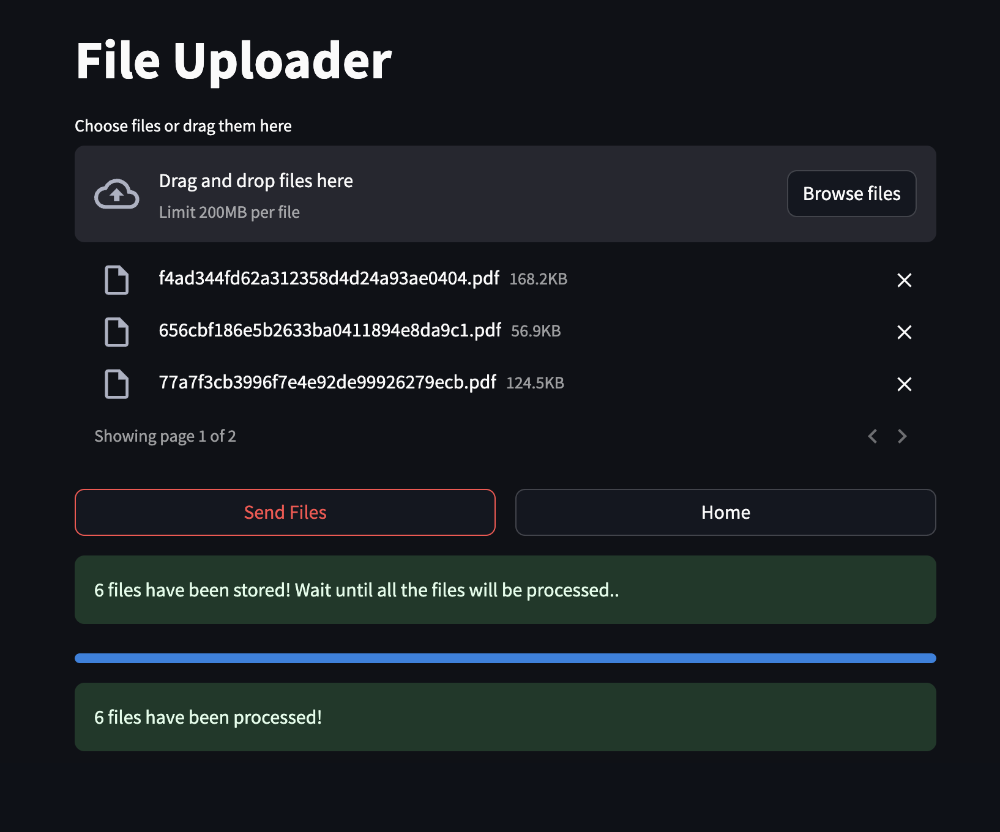 File Uploader
Choose files or drag them here
Drag and drop files here
Limit 200MB per file
Browse files
f4ad344fd62a312358d4d24a93ae0404.pdf 168.2KB
656cbf186e5b2633ba0411894e8da9c1.pdf 56.9KB
77a7f3cb3996f7e4e92de99926279ecb.pdf 124.5KB
Showing page 1 of 2
Send Files
Home
6 files have been stored! Wait until all the files will be processed..
6 files have been processed!